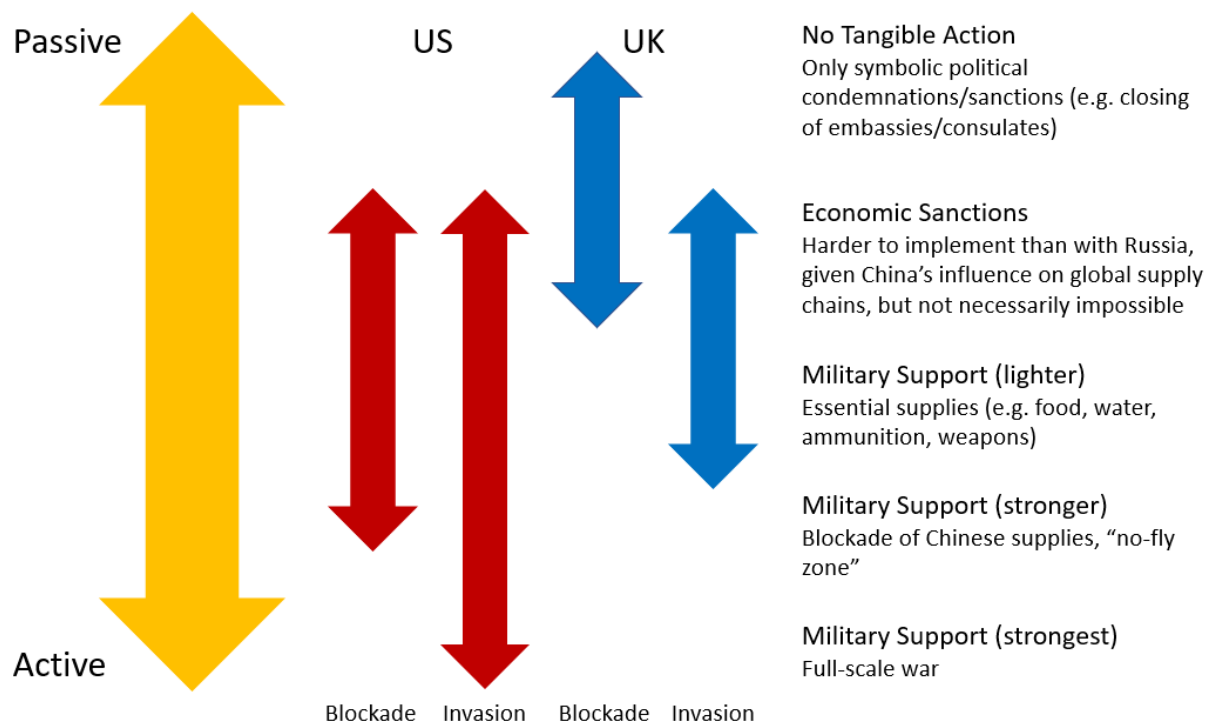 Passive
US
UK
No Tangible Action
Only symbolic political
condemnations/sanctions (e.g. closing
of embassies/consulates)
Economic Sanctions
Harder to implement than with Russia,
given China’s influence on global supply
chains, but not necessarily impossible
Military Support (lighter)
Essential supplies (e.g. food, water,
ammunition, weapons)
Military Support (stronger)
Blockade of Chinese supplies, “no-fly
zone”
Military Support (strongest)
Full-scale war
Active
Blockade
Invasion
Blockade
Invasion